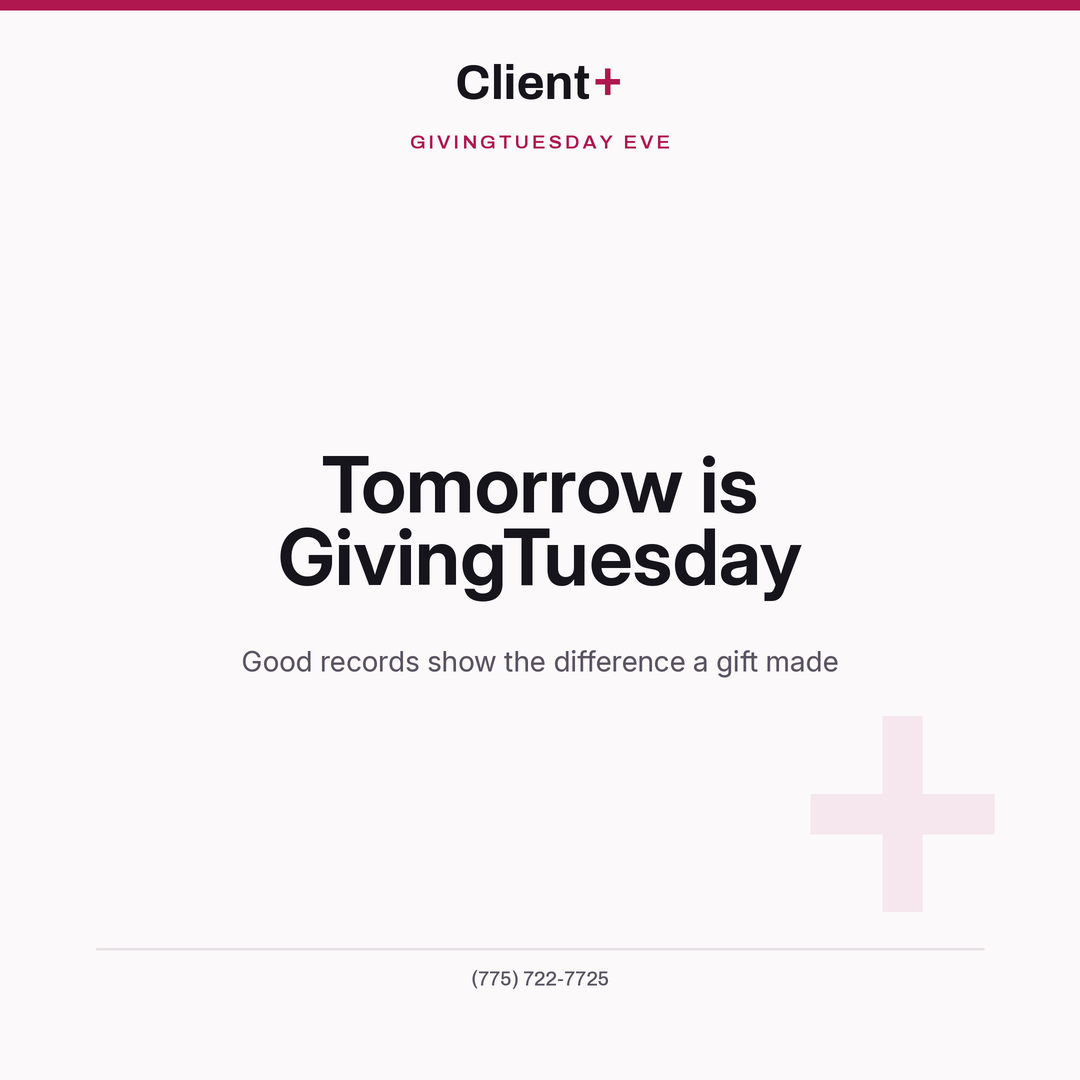 Client+
GIVINGTUESDAY EVE
Tomorrow is
GivingTuesday
Good records show the difference a gift made
(775) 722-7725